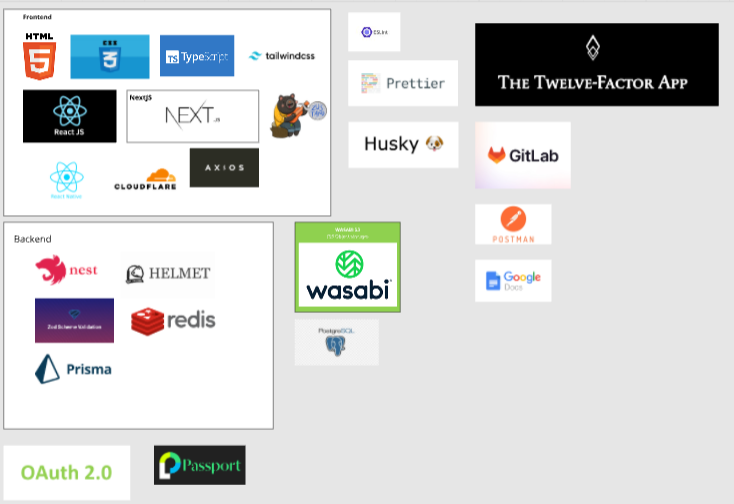 Frontend
HTML
5
CSS
3
TS TypeScript
tailwindcss
React JS
NextJS
NEXT.JS
React Native
CLOUDFLARE
AXIOS
ESLint
Prettier
Husky
THE TWELVE-FACTOR APP
GitLab
POSTMAN
Google
Docs
Backend
nest
HELMET
Zod Schema Validation
redis
Prisma
WASABI S3
wasabi
PostgreSQL
OAuth 2.0
Passport